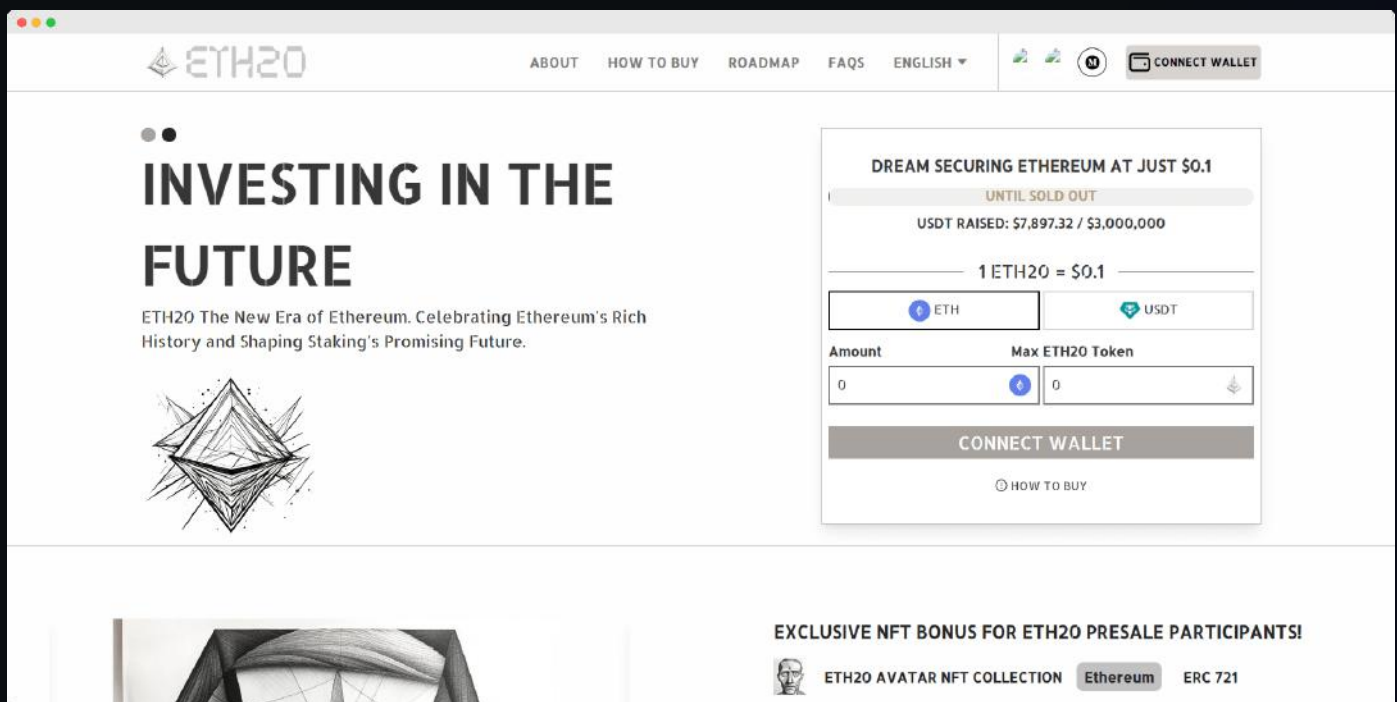 ETH20
ABOUT HOW TO BUY ROADMAP FAQS ENGLISH M CONNECT WALLET
INVESTING IN THE
FUTURE
ETH20 The New Era of Ethereum. Celebrating Ethereum's Rich
History and Shaping Staking's Promising Future.
DREAM SECURING ETHEREUM AT JUST $0.1
UNTIL SOLD OUT
USDT RAISED: $7,897.32 / $3,000,000
1 ETH20 = $0.1
ETH USDT
Amount Max ETH20 Token
0 0
CONNECT WALLET
HOW TO BUY
EXCLUSIVE NFT BONUS FOR ETH20 PRESALE PARTICIPANTS!
ETH20 AVATAR NFT COLLECTION Ethereum ERC 721